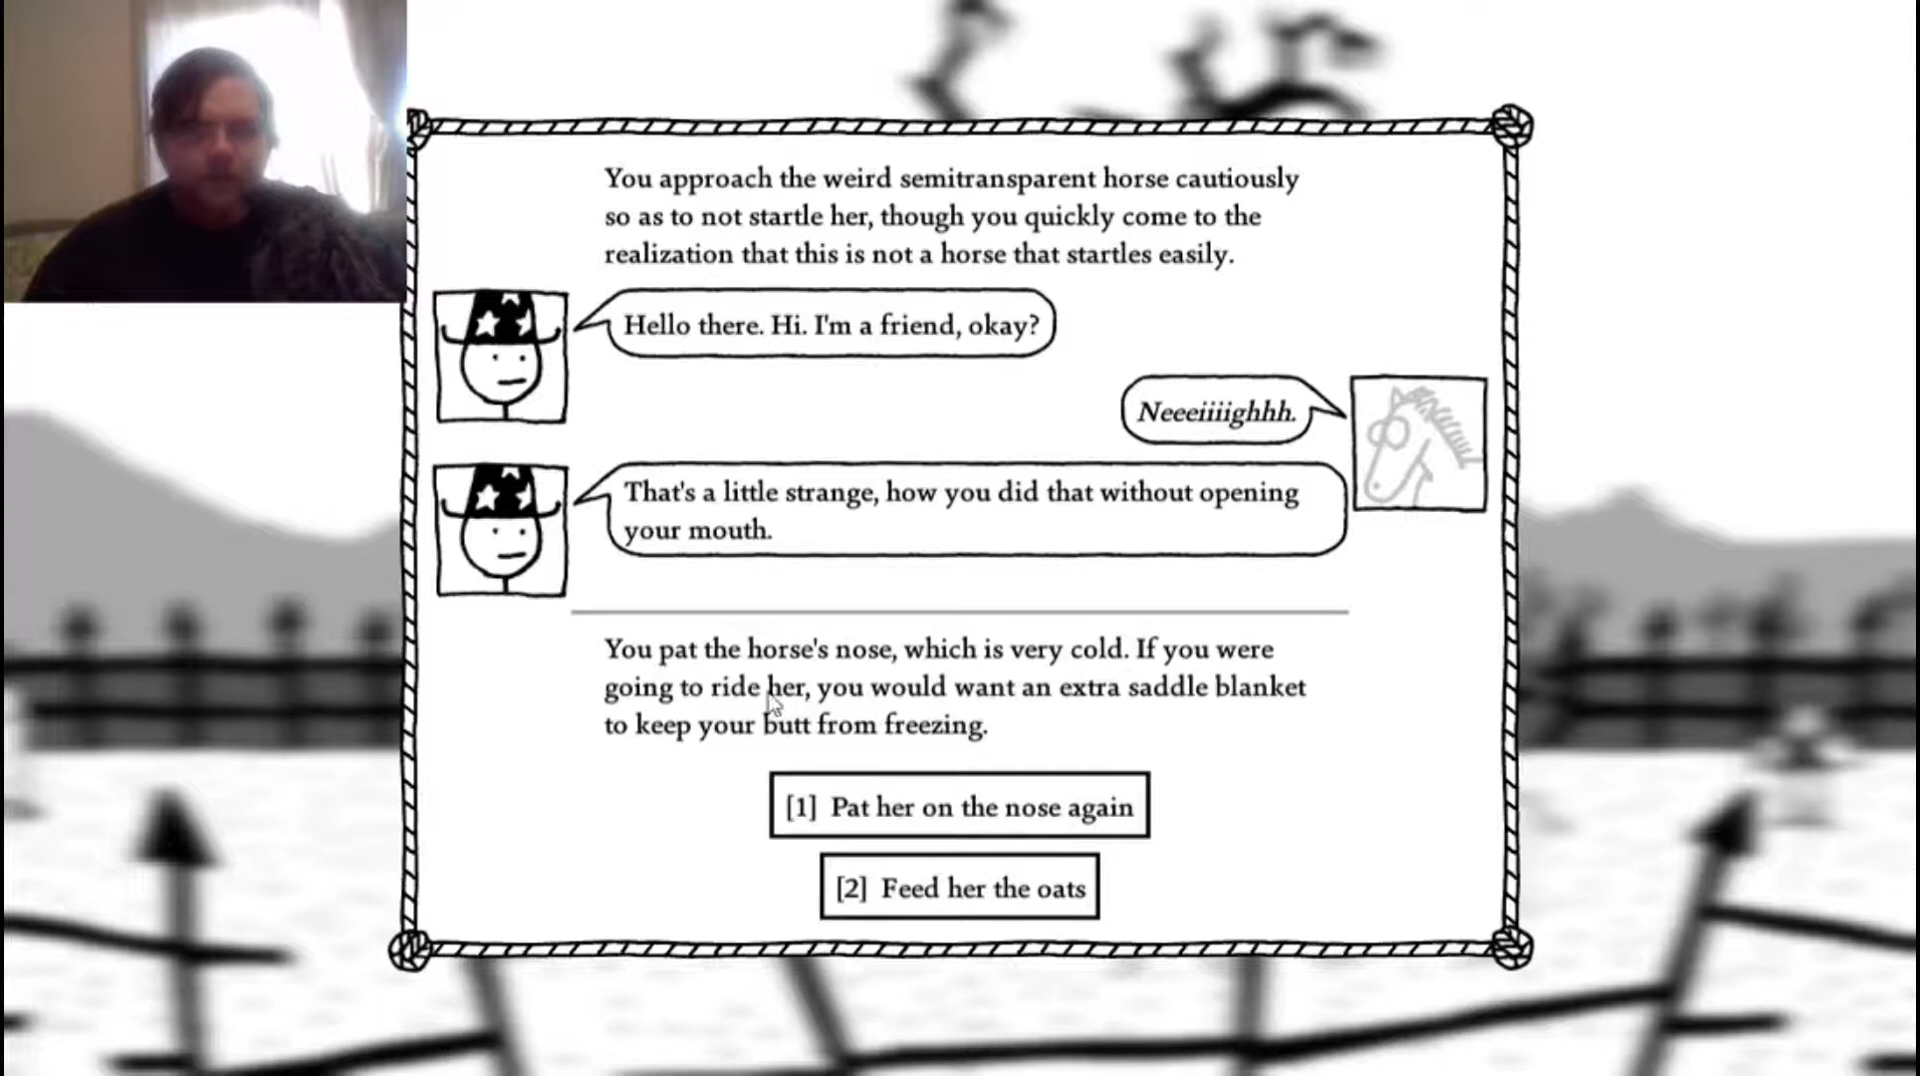 You approach the weird semitransparent horse cautiously
so as to not startle her, though you quickly come to the
realization that this is not a horse that startles easily.
Hello there. Hi. I'm a friend, okay?
Neeeiiiighhh.
That's a little strange, how you did that without opening
your mouth.
You pat the horse's nose, which is very cold. If you were
going to ride her, you would want an extra saddle blanket
to keep your butt from freezing.
[1] Pat her on the nose again
[2] Feed her the oats